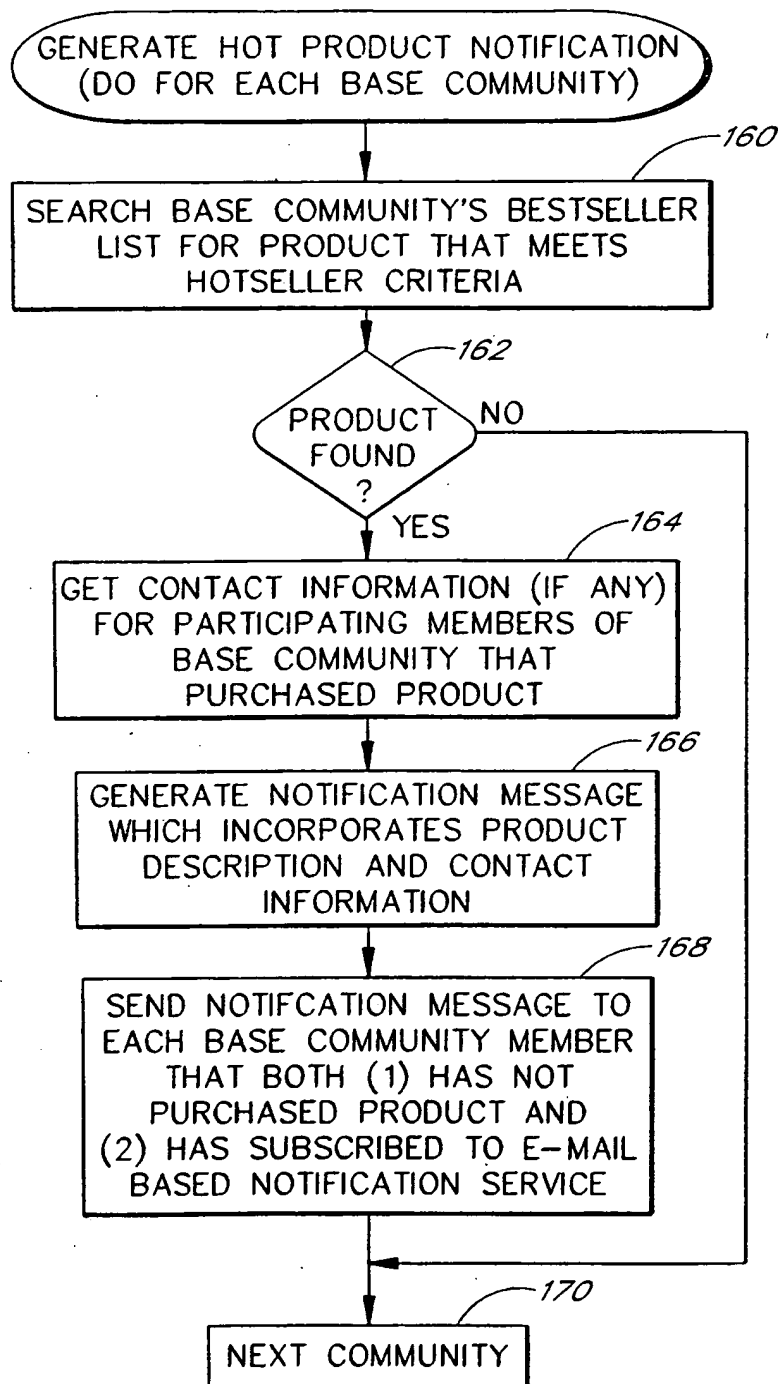 GENERATE HOT PRODUCT NOTIFICATION
(DO FOR EACH BASE COMMUNITY)
160
SEARCH BASE COMMUNITY'S BESTSELLER
LIST FOR PRODUCT THAT MEETS
HOTSELLER CRITERIA
162
PRODUCT
FOUND
?
NO
YES
164
GET CONTACT INFORMATION (IF ANY)
FOR PARTICIPATING MEMBERS OF
BASE COMMUNITY THAT
PURCHASED PRODUCT
166
GENERATE NOTIFICATION MESSAGE
WHICH INCORPORATES PRODUCT
DESCRIPTION AND CONTACT
INFORMATION
168
SEND NOTIFCATION MESSAGE TO
EACH BASE COMMUNITY MEMBER
THAT BOTH (1) HAS NOT
PURCHASED PRODUCT AND
(2) HAS SUBSCRIBED TO E-MAIL
BASED NOTIFICATION SERVICE
170
NEXT COMMUNITY